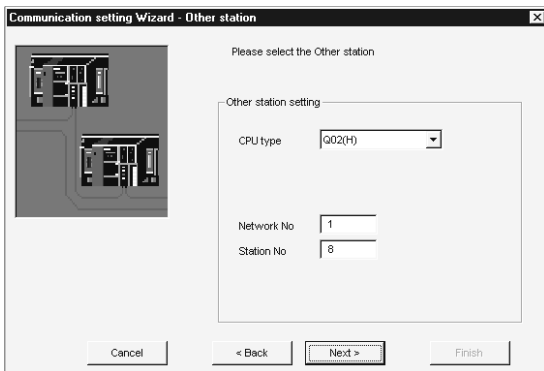 Communication setting Wizard - Other station
Please select the Other station
Other station setting
CPU type Q02(H)
Network No 1
Station No 8
Cancel < Back Next > Finish